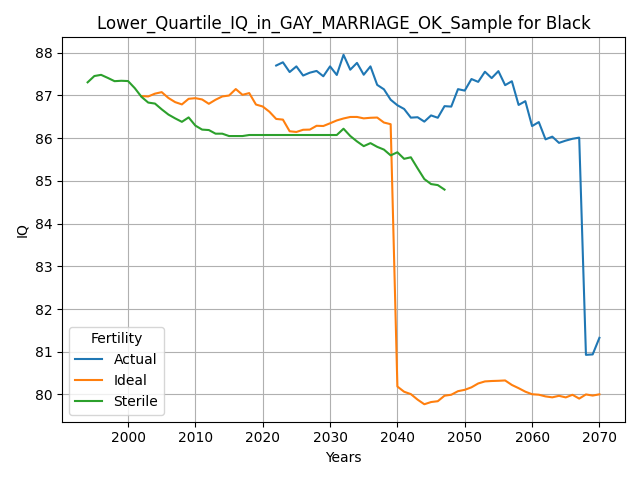 Lower_Quartile_IQ_in_GAY_MARRIAGE_OK_Sample for Black
88
87
86
85
84
83
82
81
80
IQ
Fertility
Actual
Ideal
Sterile
2000 2010 2020 2030 2040 2050 2060 2070
Years